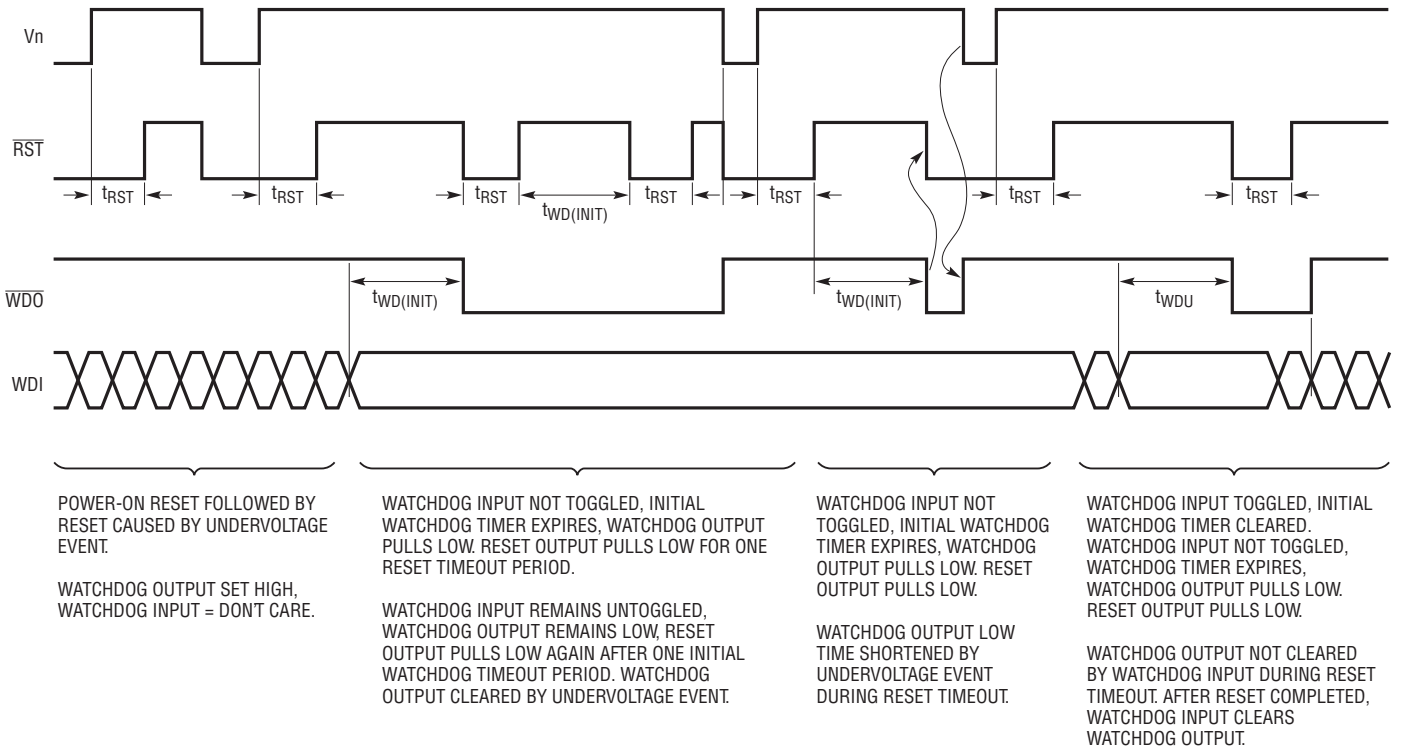 Vn
RST
tRST
tRST
tRST
tWD(INIT)
tRST
tRST
tRST
tRST
WDO
tWD(INIT)
tWD(INIT)
tWDU
WDI
POWER-ON RESET FOLLOWED BY
RESET CAUSED BY UNDERVOLTAGE
EVENT.
WATCHDOG OUTPUT SET HIGH,
WATCHDOG INPUT = DON'T CARE.
WATCHDOG INPUT NOT TOGGLED, INITIAL
WATCHDOG TIMER EXPIRES, WATCHDOG OUTPUT
PULLS LOW. RESET OUTPUT PULLS LOW FOR ONE
RESET TIMEOUT PERIOD.
WATCHDOG INPUT REMAINS UNTOGGLED,
WATCHDOG OUTPUT REMAINS LOW, RESET
OUTPUT PULLS LOW AGAIN AFTER ONE INITIAL
WATCHDOG TIMEOUT PERIOD. WATCHDOG
OUTPUT CLEARED BY UNDERVOLTAGE EVENT.
WATCHDOG INPUT NOT
TOGGLED, INITIAL WATCHDOG
TIMER EXPIRES, WATCHDOG
OUTPUT PULLS LOW. RESET
OUTPUT PULLS LOW.
WATCHDOG OUTPUT LOW
TIME SHORTENED BY
UNDERVOLTAGE EVENT
DURING RESET TIMEOUT.
WATCHDOG INPUT TOGGLED, INITIAL
WATCHDOG TIMER CLEARED.
WATCHDOG INPUT NOT TOGGLED,
WATCHDOG TIMER EXPIRES,
WATCHDOG OUTPUT PULLS LOW.
RESET OUTPUT PULLS LOW.
WATCHDOG OUTPUT NOT CLEARED
BY WATCHDOG INPUT DURING RESET
TIMEOUT. AFTER RESET COMPLETED,
WATCHDOG INPUT CLEARS
WATCHDOG OUTPUT.